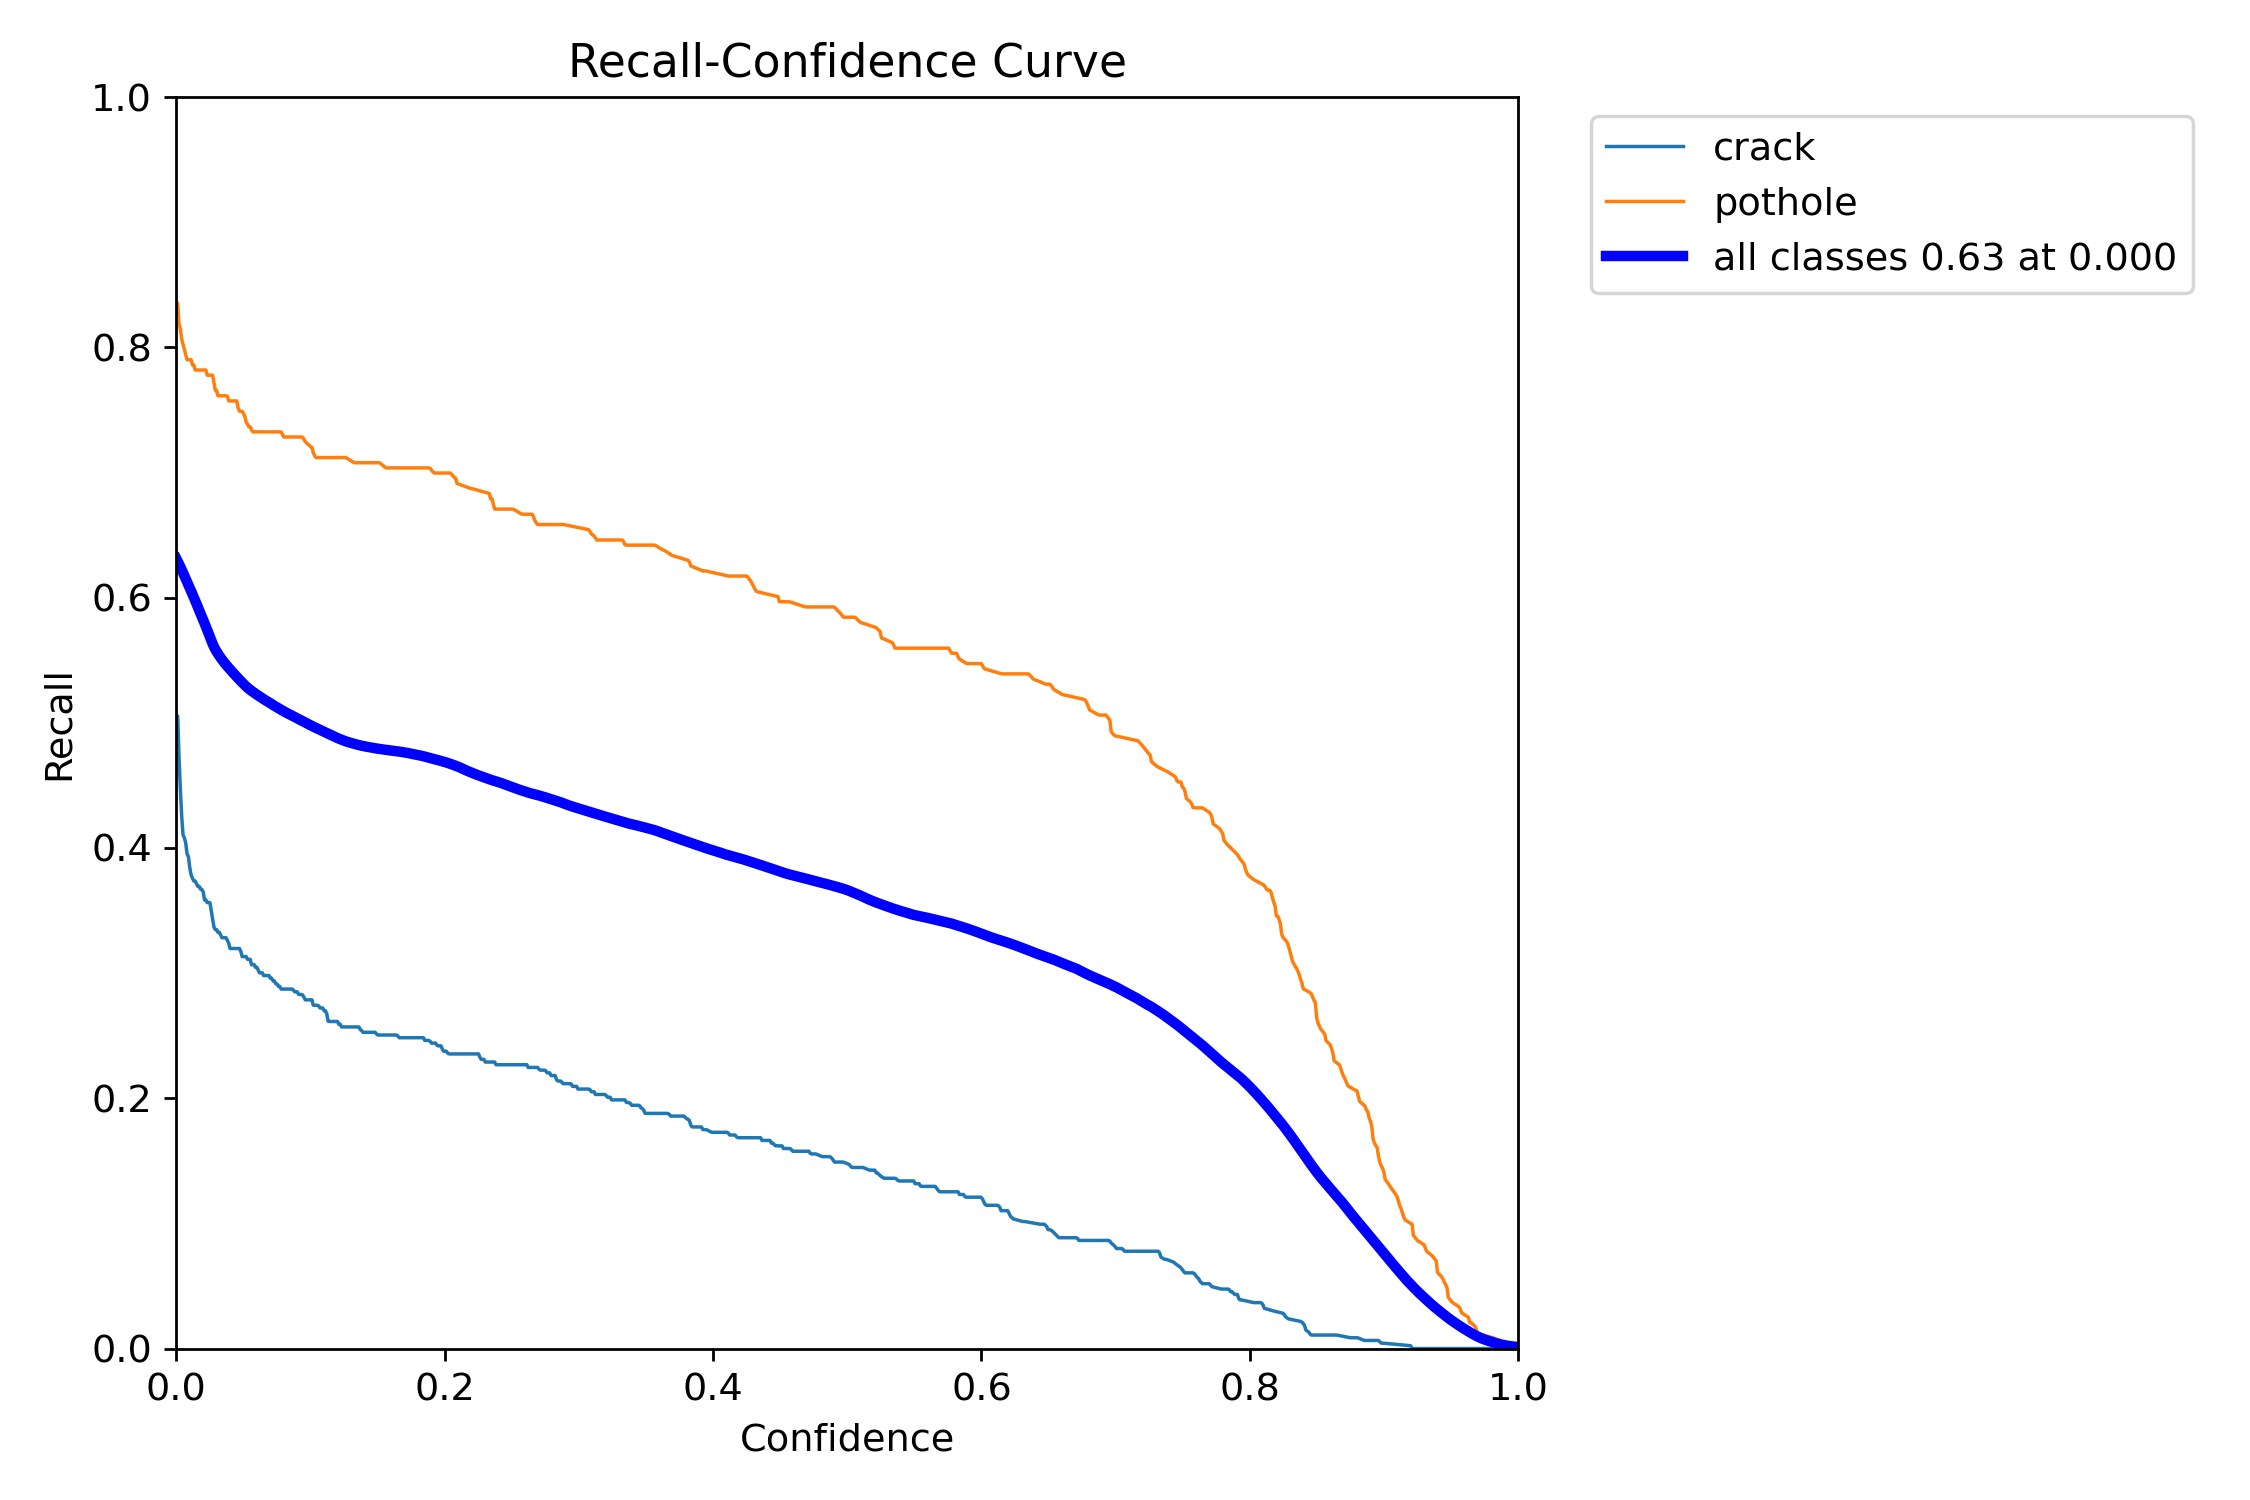 Recall-Confidence Curve
1.0
0.8
0.6
0.4
0.2
0.0
Recall
0.0 0.2 0.4 0.6 0.8 1.0
Confidence
crack
pothole
all classes 0.63 at 0.000